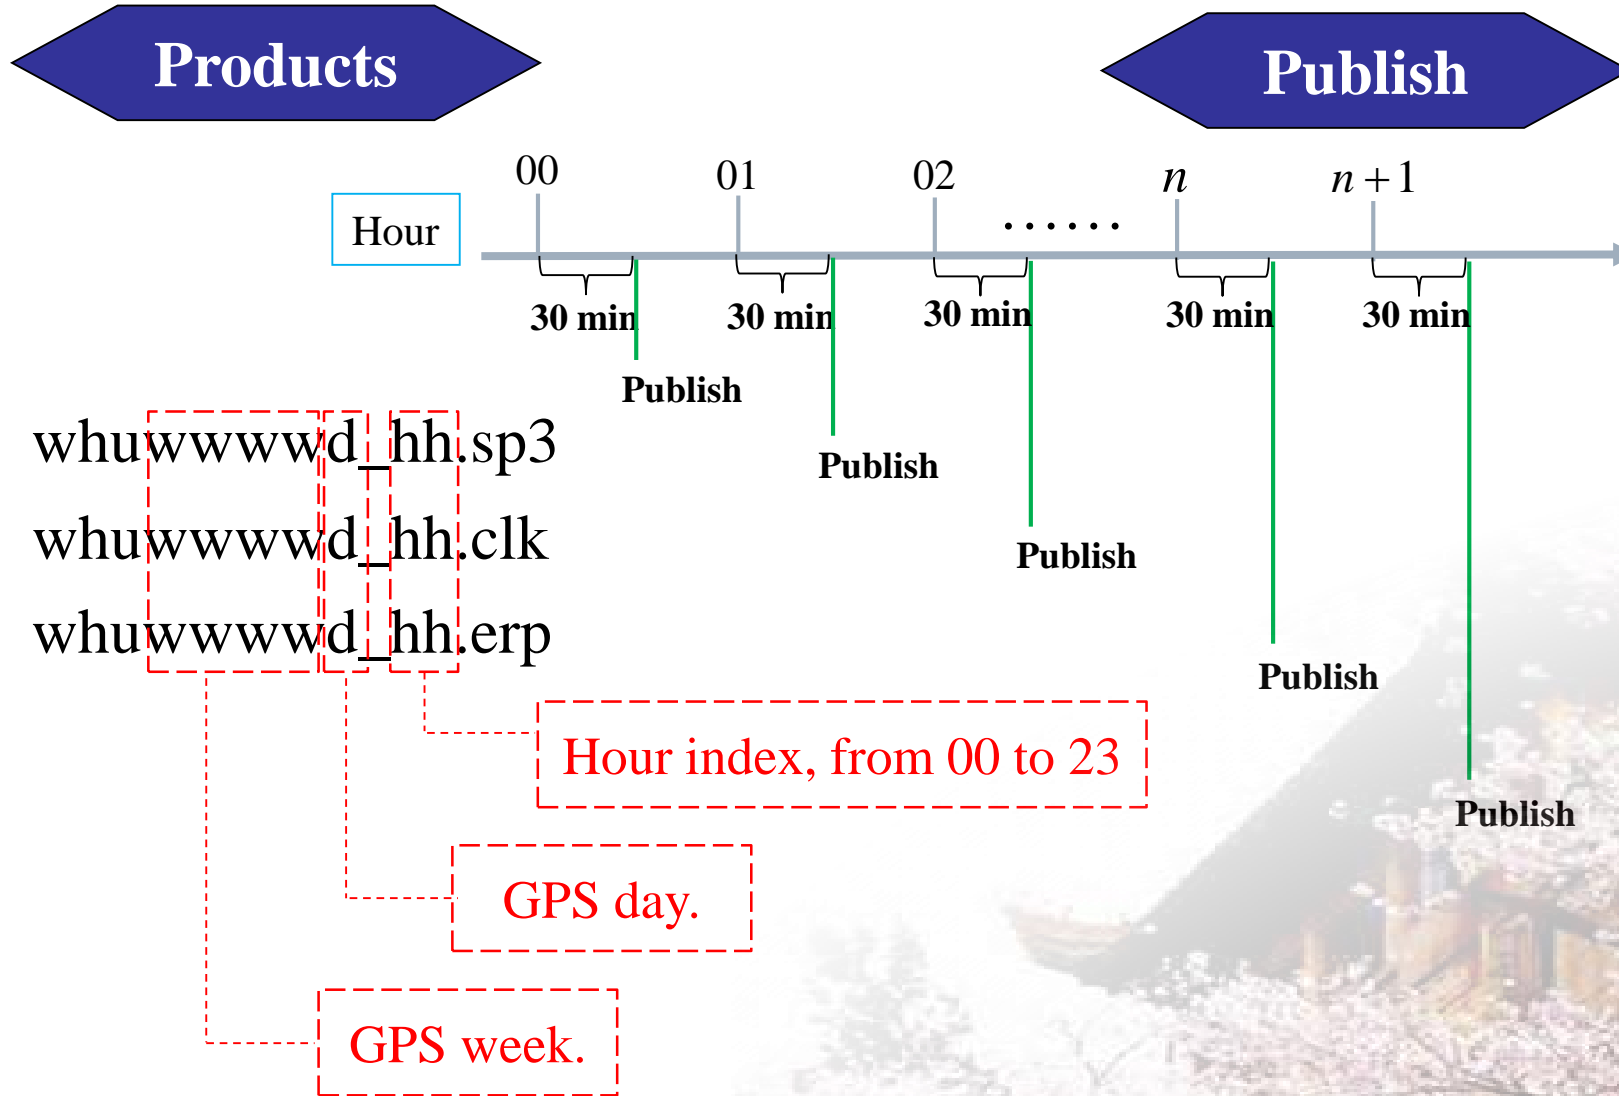 Products
Publish
00 01 02 n n + 1
Hour
......
30 min 30 min 30 min 30 min 30 min
Publish
Publish
Publish
Publish
Publish
whuwwwwd_hh.sp3
whuwwwwd_hh.clk
whuwwwwd_hh.erp
Hour index, from 00 to 23
GPS day.
GPS week.